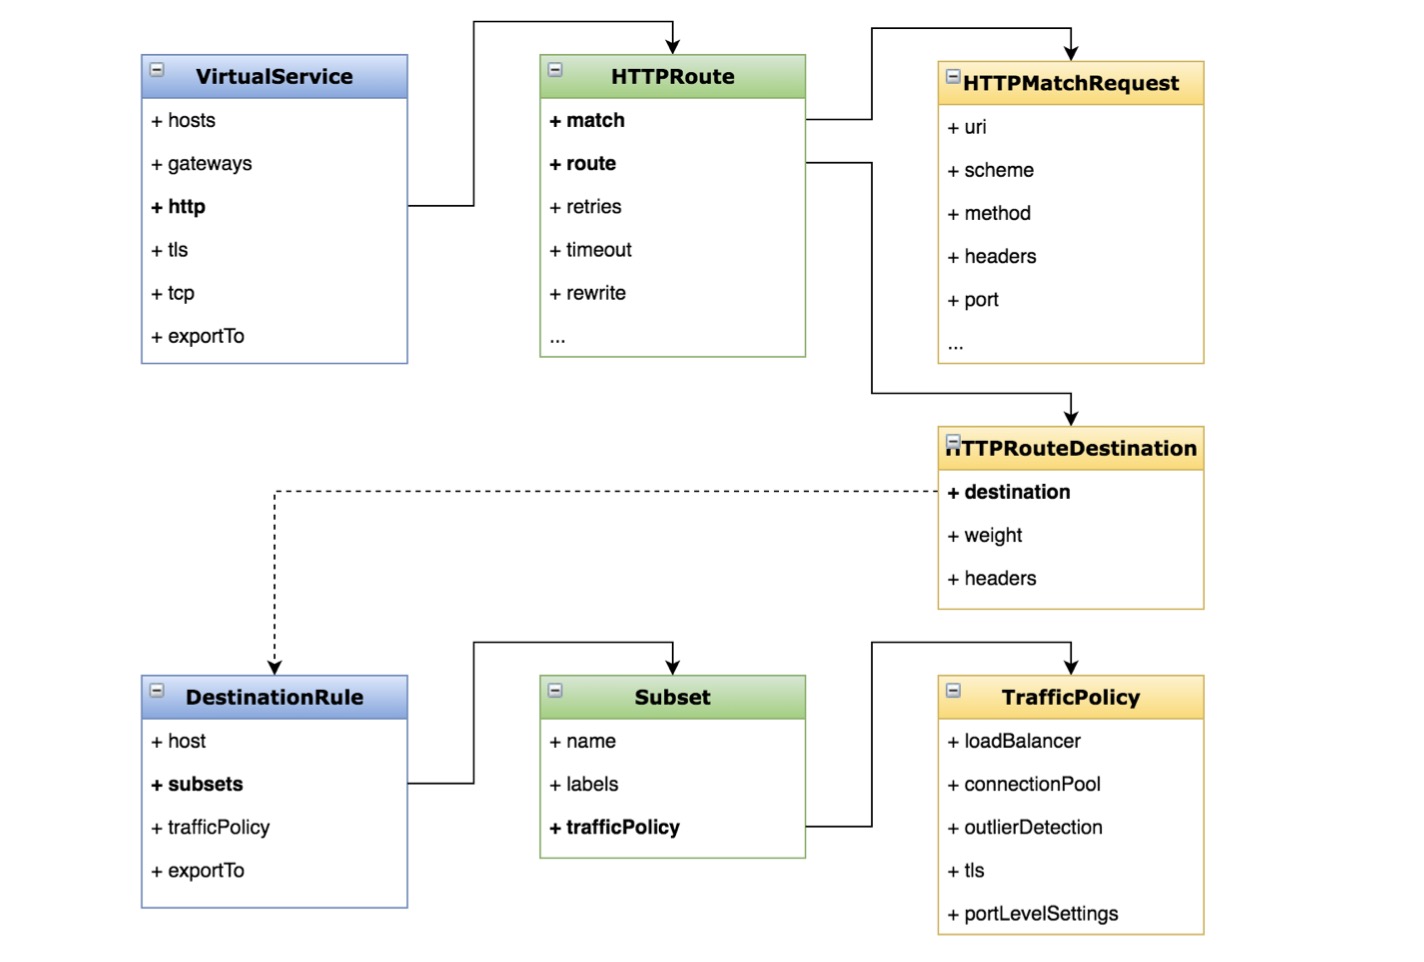 VirtualService
+ hosts
+ gateways
+ http
+ tls
+ tcp
+ exportTo
HTTPRoute
+ match
+ route
+ retries
+ timeout
+ rewrite
...
HTTPMatchRequest
+ uri
+ scheme
+ method
+ headers
+ port
...
HTTPRouteDestination
+ destination
+ weight
+ headers
DestinationRule
+ host
+ subsets
+ trafficPolicy
+ exportTo
Subset
+ name
+ labels
+ trafficPolicy
TrafficPolicy
+ loadBalancer
+ connectionPool
+ outlierDetection
+ tls
+ portLevelSettings